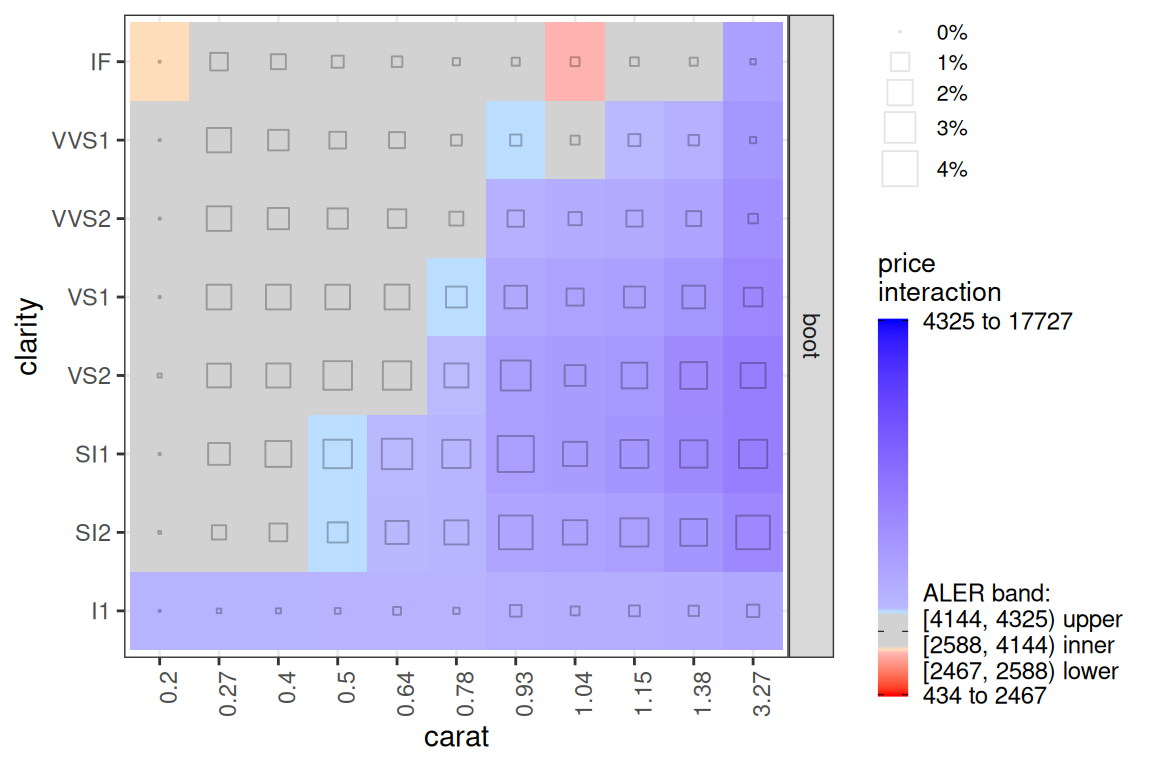 IF
VVS1
VVS2
VS1
VS2
SI1
SI2
I1
clarity
0.2
0.27
0.4
0.5
0.64
0.78
0.93
1.04
1.15
1.38
3.27
carat
boot
0%
1%
2%
3%
4%
price
interaction
4325 to 17727
ALER band:
[4144, 4325) upper
[2588, 4144) inner
[2467, 2588) lower
434 to 2467